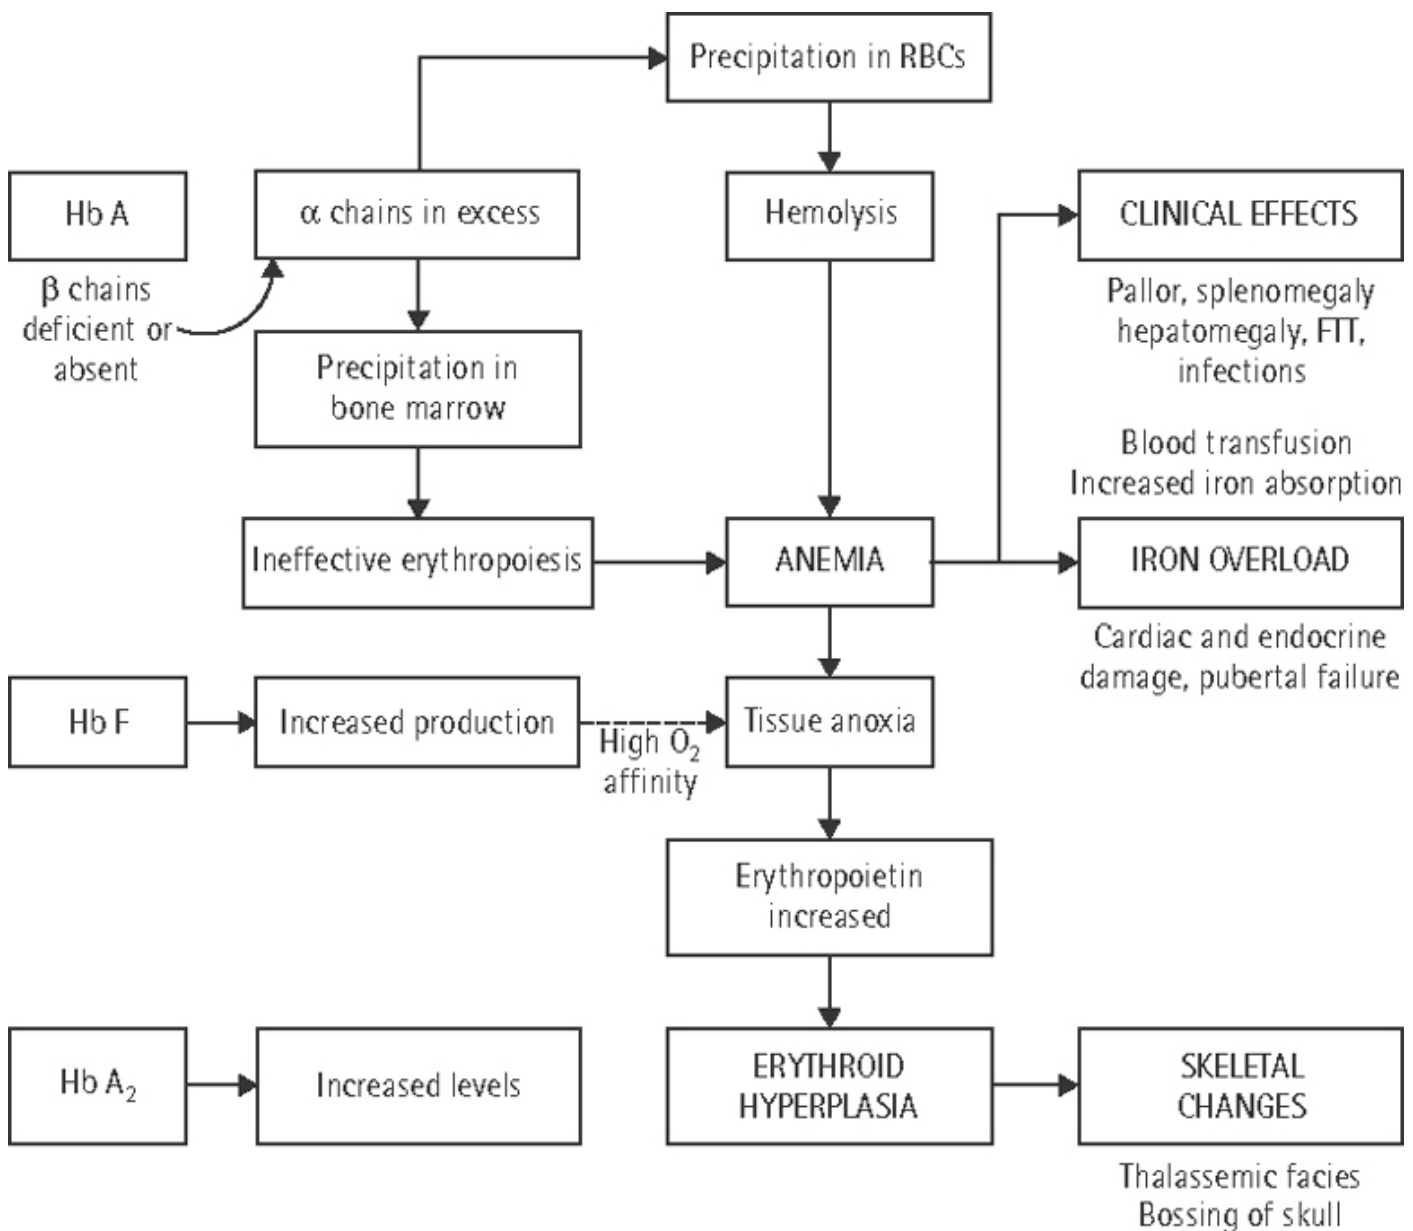 Precipitation in RBCs
Hb A
α chains in excess
Hemolysis
CLINICAL EFFECTS
β chains
deficient or
absent
Pallor, splenomegaly
hepatomegaly, FTT,
infections
Precipitation in
bone marrow
Blood transfusion
Increased iron absorption
Ineffective erythropoiesis
ANEMIA
IRON OVERLOAD
Cardiac and endocrine
damage, pubertal failure
Hb F
Increased production
High O₂
affinity
Tissue anoxia
Erythropoietin
increased
Hb A₂
Increased levels
ERYTHROID
HYPERPLASIA
SKELETAL
CHANGES
Thalassemic facies
Bossing of skull